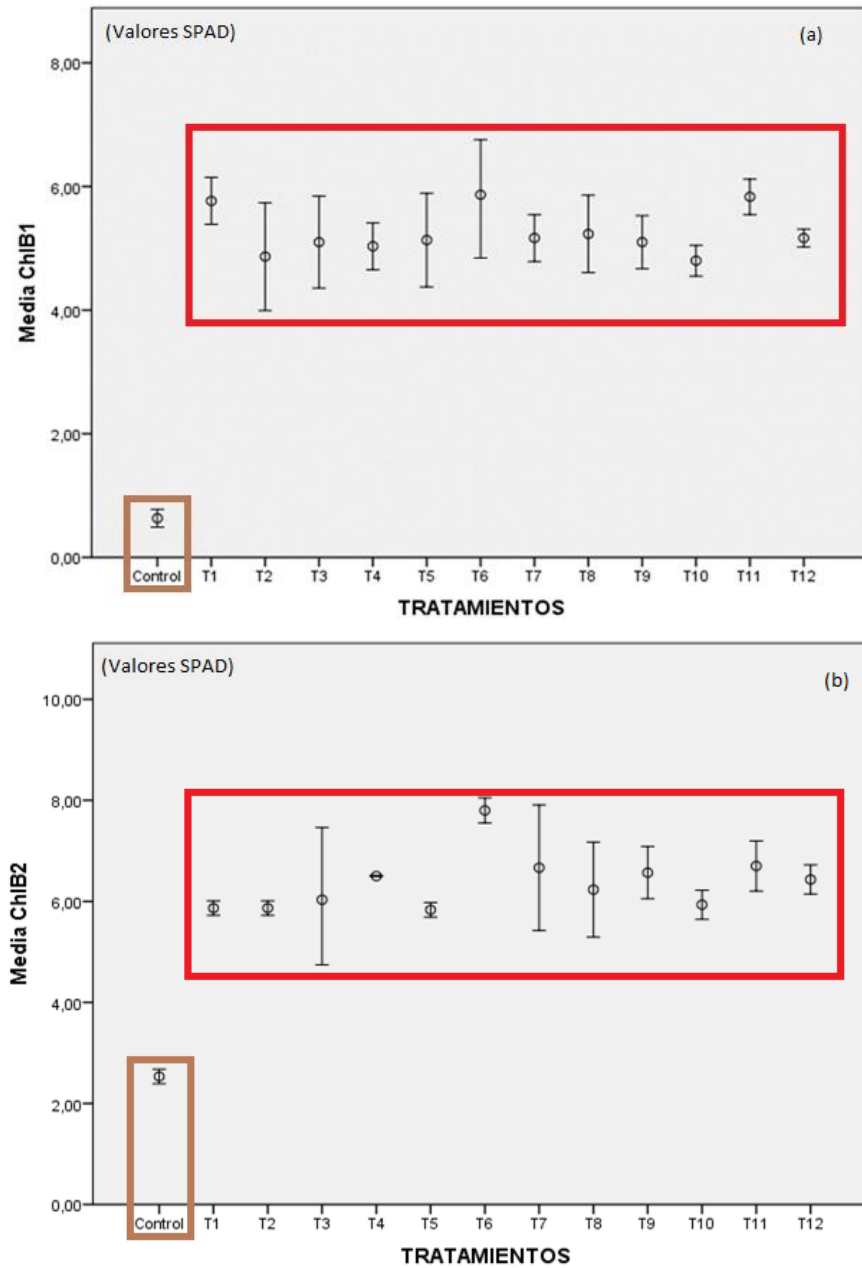 (Valores SPAD)
(a)
8,00
6,00
4,00
2,00
0,00
Media ChlB1
Control T1 T2 T3 T4 T5 T6 T7 T8 T9 T10 T11 T12
TRATAMIENTOS
(Valores SPAD)
(b)
10,00
8,00
6,00
4,00
2,00
0,00
Media ChlB2
Control T1 T2 T3 T4 T5 T6 T7 T8 T9 T10 T11 T12
TRATAMIENTOS